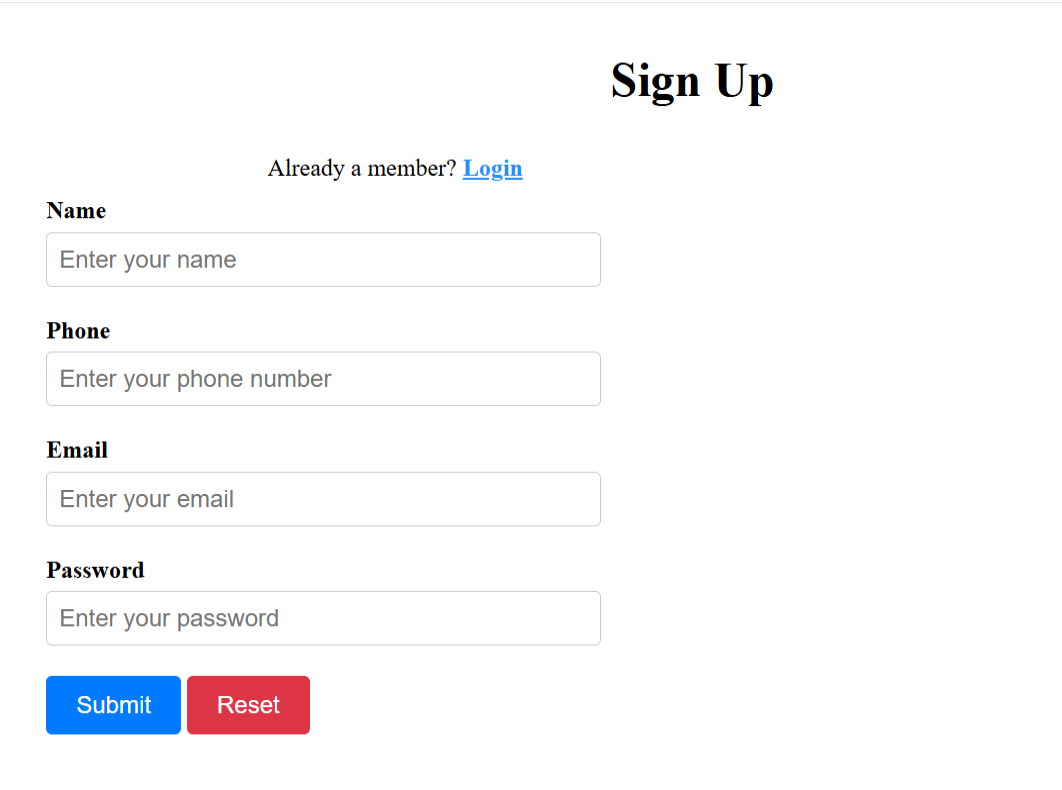 Sign Up
Already a member? Login
Name
Enter your name
Phone
Enter your phone number
Email
Enter your email
Password
Enter your password
Submit Reset